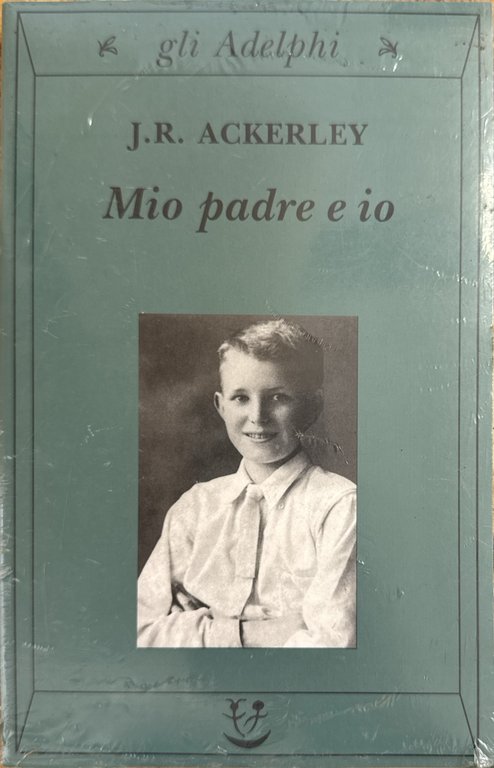 gli Adelphi
J.R. ACKERLEY
Mio padre e io